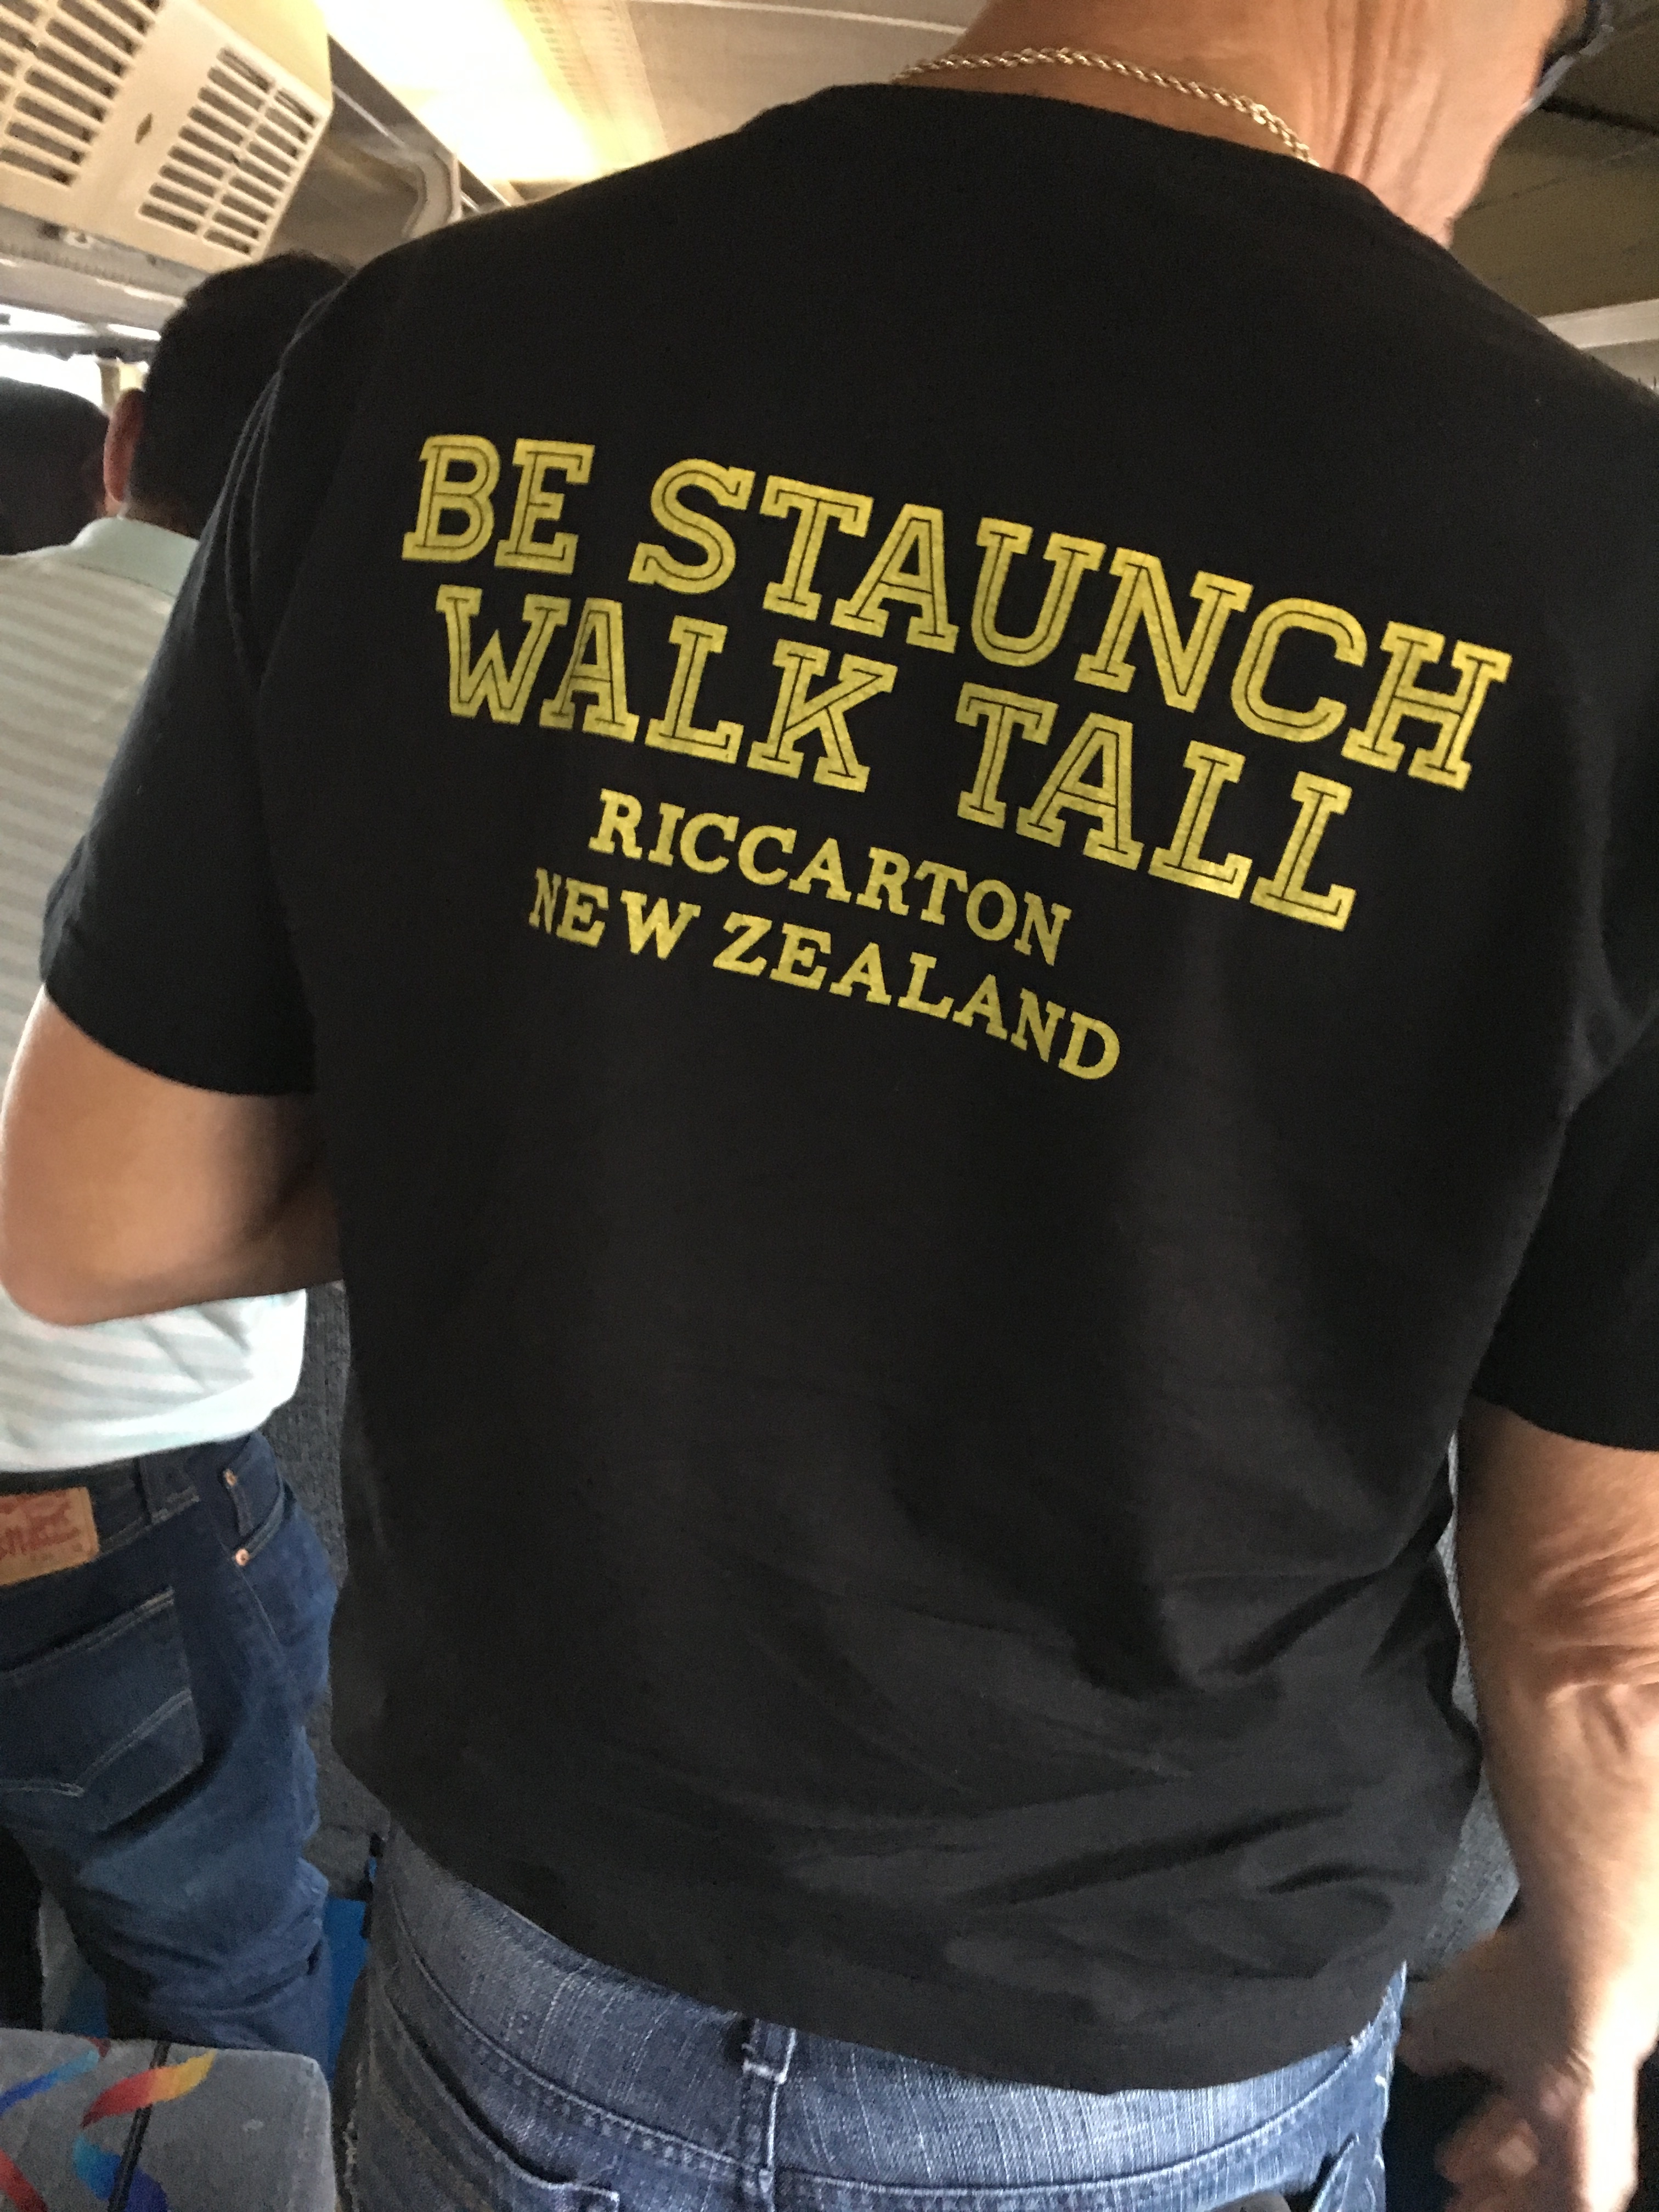 BE STAUNCH
WALK TALL
RICCARTON
NEW ZEALAND